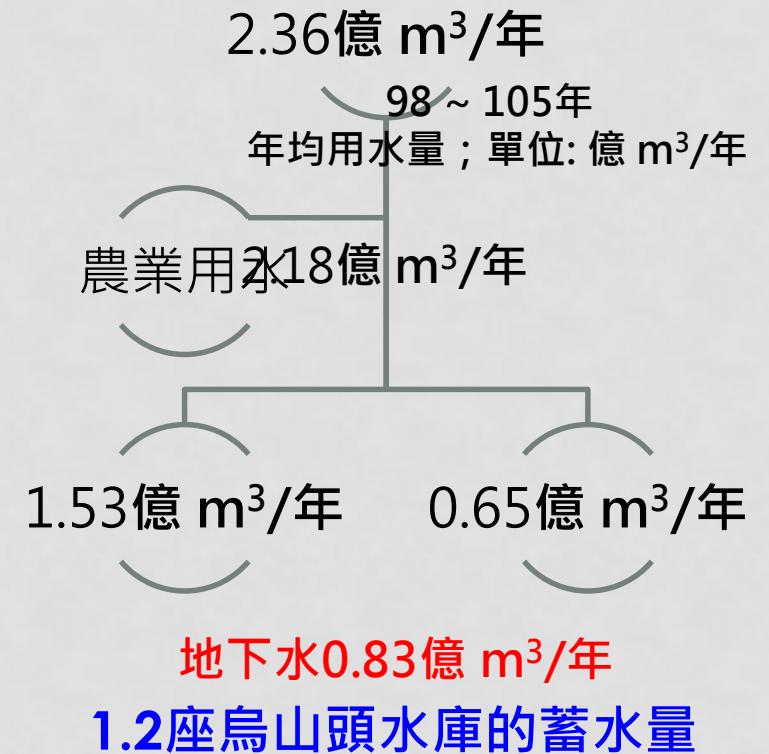 2.36億 m³/年
98 ~ 105年
年均用水量；單位: 億 m³/年
農業用水
2.18億 m³/年
1.53億 m³/年
0.65億 m³/年
地下水0.83億 m³/年
1.2座烏山頭水庫的蓄水量